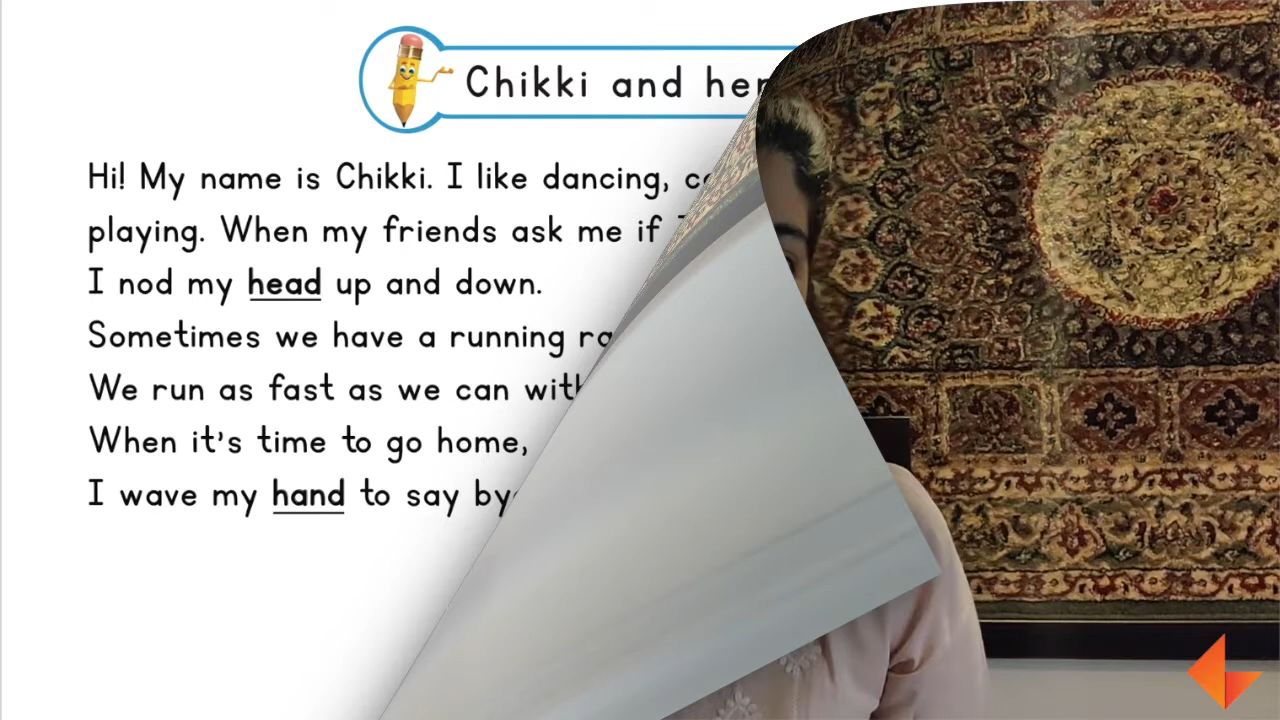 Chikki and her
Hi! My name is Chikki. I like dancing,
playing. When my friends ask me if
I nod my head up and down.
Sometimes we have a running
We run as fast as we can with
When it's time to go home,
I wave my hand to say